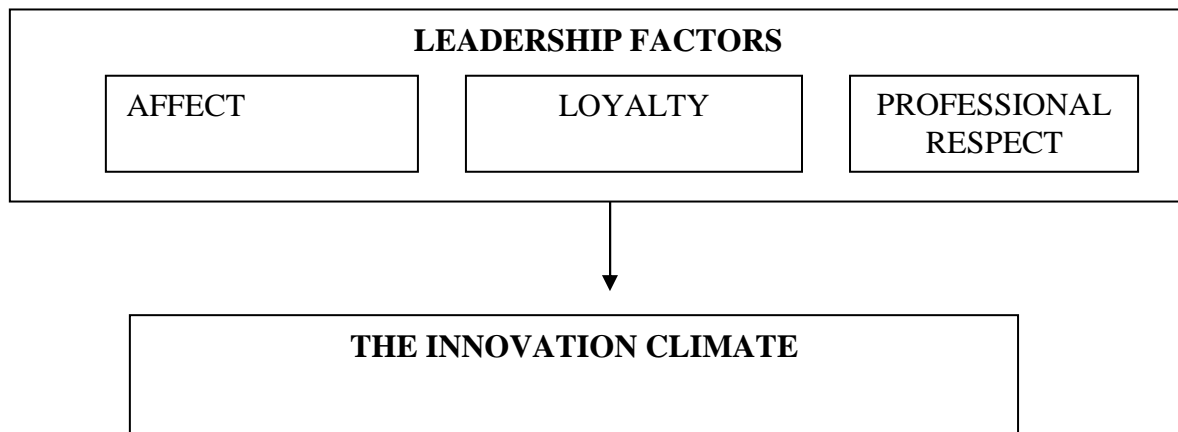 LEADERSHIP FACTORS
AFFECT
LOYALTY
PROFESSIONAL
RESPECT
THE INNOVATION CLIMATE